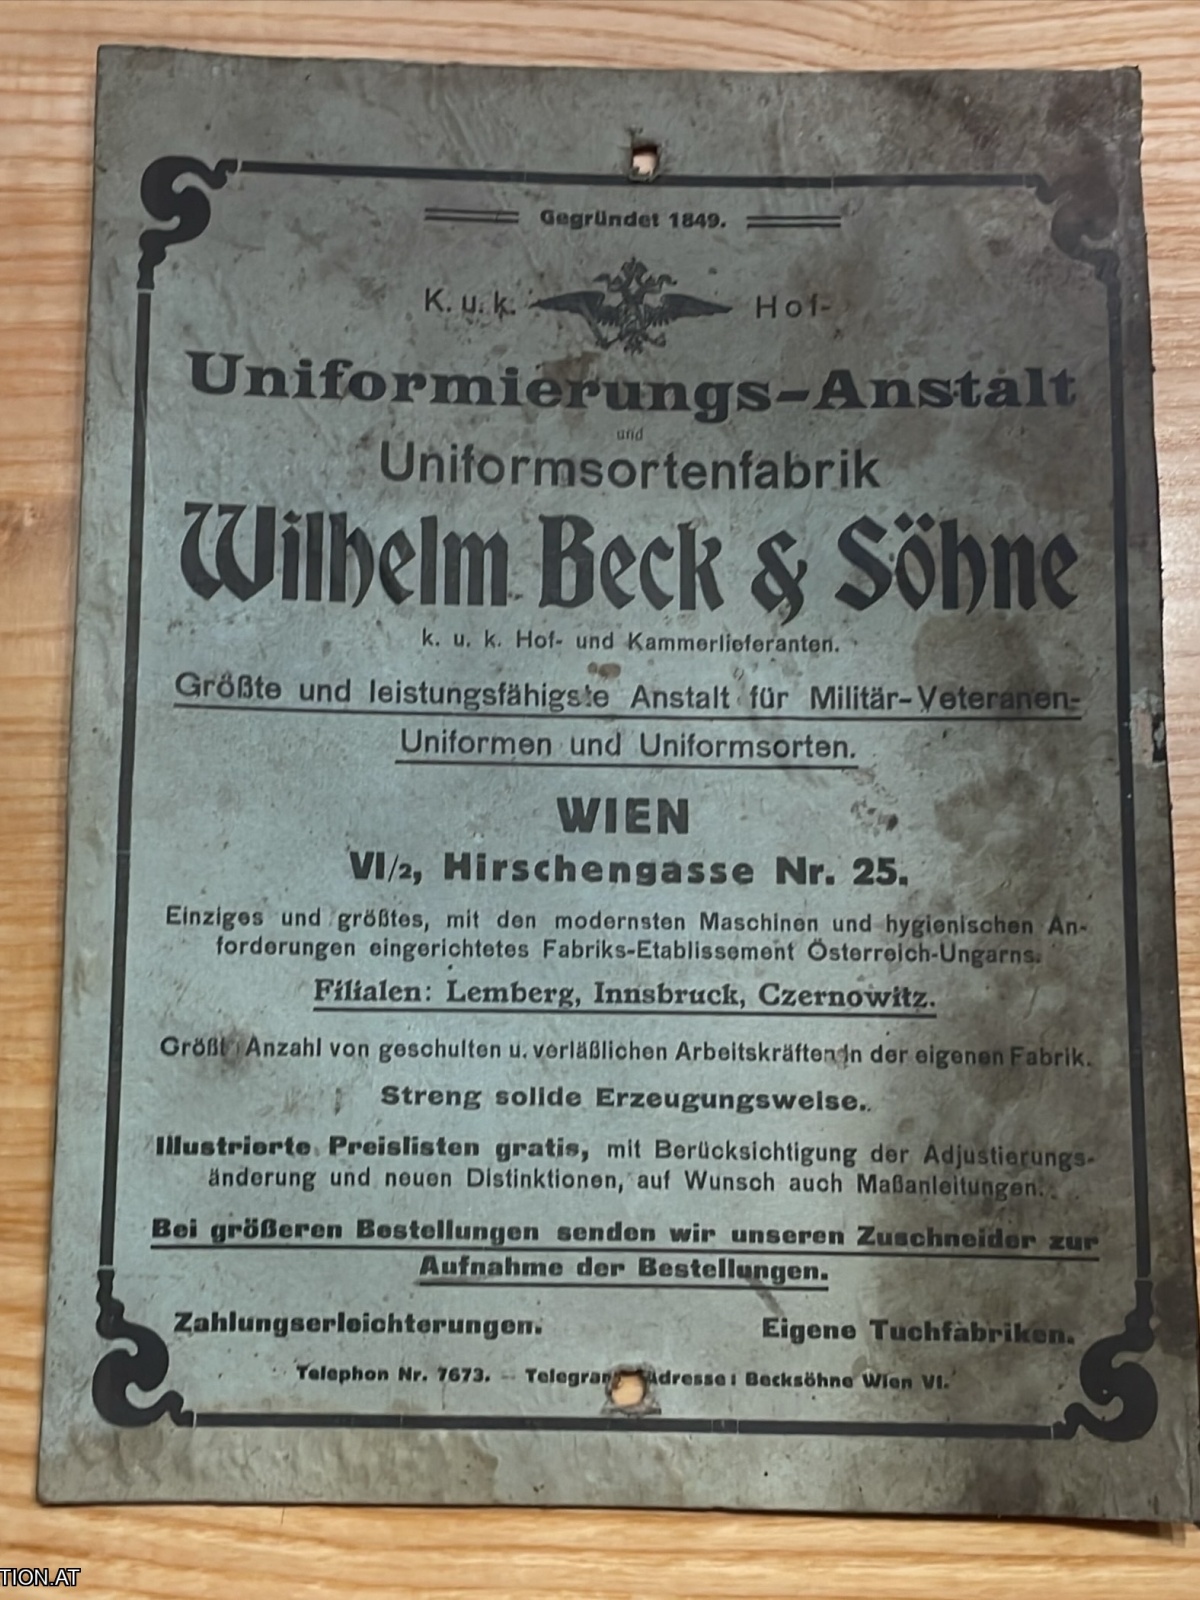 Gegründet 1849.
K. u. k. Hof-
Uniformierungs-Anstalt
und
Uniformsortenfabrik
Wilhelm Beck & Söhne
k. u. k. Hof- und Kammerlieferanten.
Größte und leistungsfähigste Anstalt für Militär-Veteranen-
Uniformen und Uniformsorten.
WIEN
VI/2, Hirschengasse Nr. 25.
Einziges und größtes, mit den modernsten Maschinen und hygienischen An-
forderungen eingerichtetes Fabriks-Etablissement Österreich-Ungarns.
Filialen: Lemberg, Innsbruck, Czernowitz.
Anzahl von geschulten u. verläßlichen Arbeitskräften in der eigenen Fabrik.
Streng solide Erzeugungsweise.
Illustrierte Preislisten gratis, mit Berücksichtigung der Adjustierungs-
änderung und neuen Distinktionen, auf Wunsch auch Maßanleitungen.
Bei größeren Bestellungen senden wir unseren Zuschneider zur
Aufnahme der Bestellungen.
Zahlungserleichterungen. Eigene Tuchfabriken.
Telephon Nr. 7673. — dresse: Becksöhne Wien VI.
TION.AT